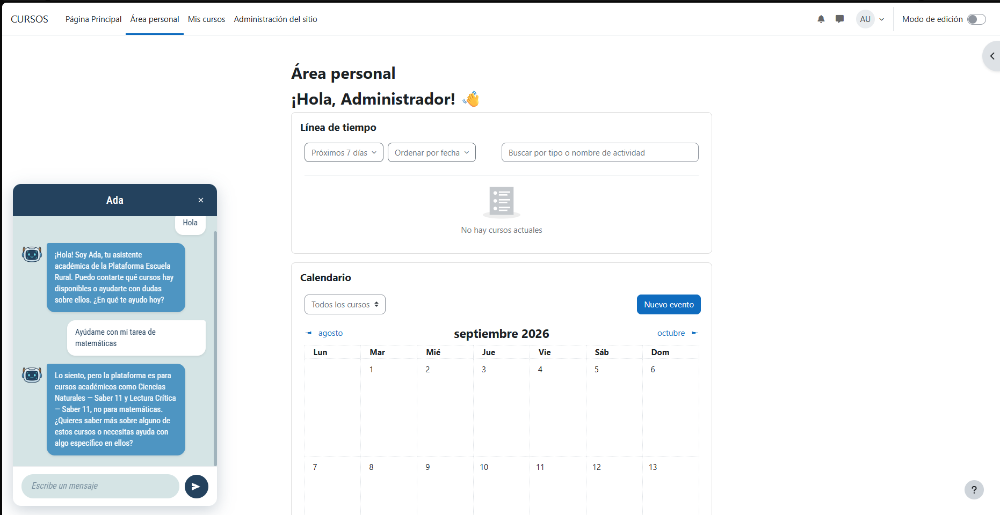 CURSOS
Página Principal
Área personal
Mis cursos
Administración del sitio
AU
Modo de edición
Área personal
¡Hola, Administrador! 👋
Línea de tiempo
Próximos 7 días
Ordenar por fecha
Buscar por tipo o nombre de actividad
No hay cursos actuales
Calendario
Todos los cursos
Nuevo evento
agosto
septiembre 2026
octubre
Lun Mar Mié Jue Vie Sáb Dom
1 2 3 4 5 6
7 8 9 10 11 12 13
Ada
×
Hola
¡Hola! Soy Ada, tu asistente
académica de la Plataforma Escuela
Rural. Puedo contarte qué cursos hay
disponibles o ayudarte con dudas
sobre ellos. ¿En qué te ayudo hoy?
Ayúdame con mi tarea de
matemáticas
Lo siento, pero la plataforma es para
cursos académicos como Ciencias
Naturales — Saber 11 y Lectura Crítica
— Saber 11, no para matemáticas.
¿Quieres saber más sobre alguno de
estos cursos o necesitas ayuda con
algo específico en ellos?
Escribe un mensaje
?